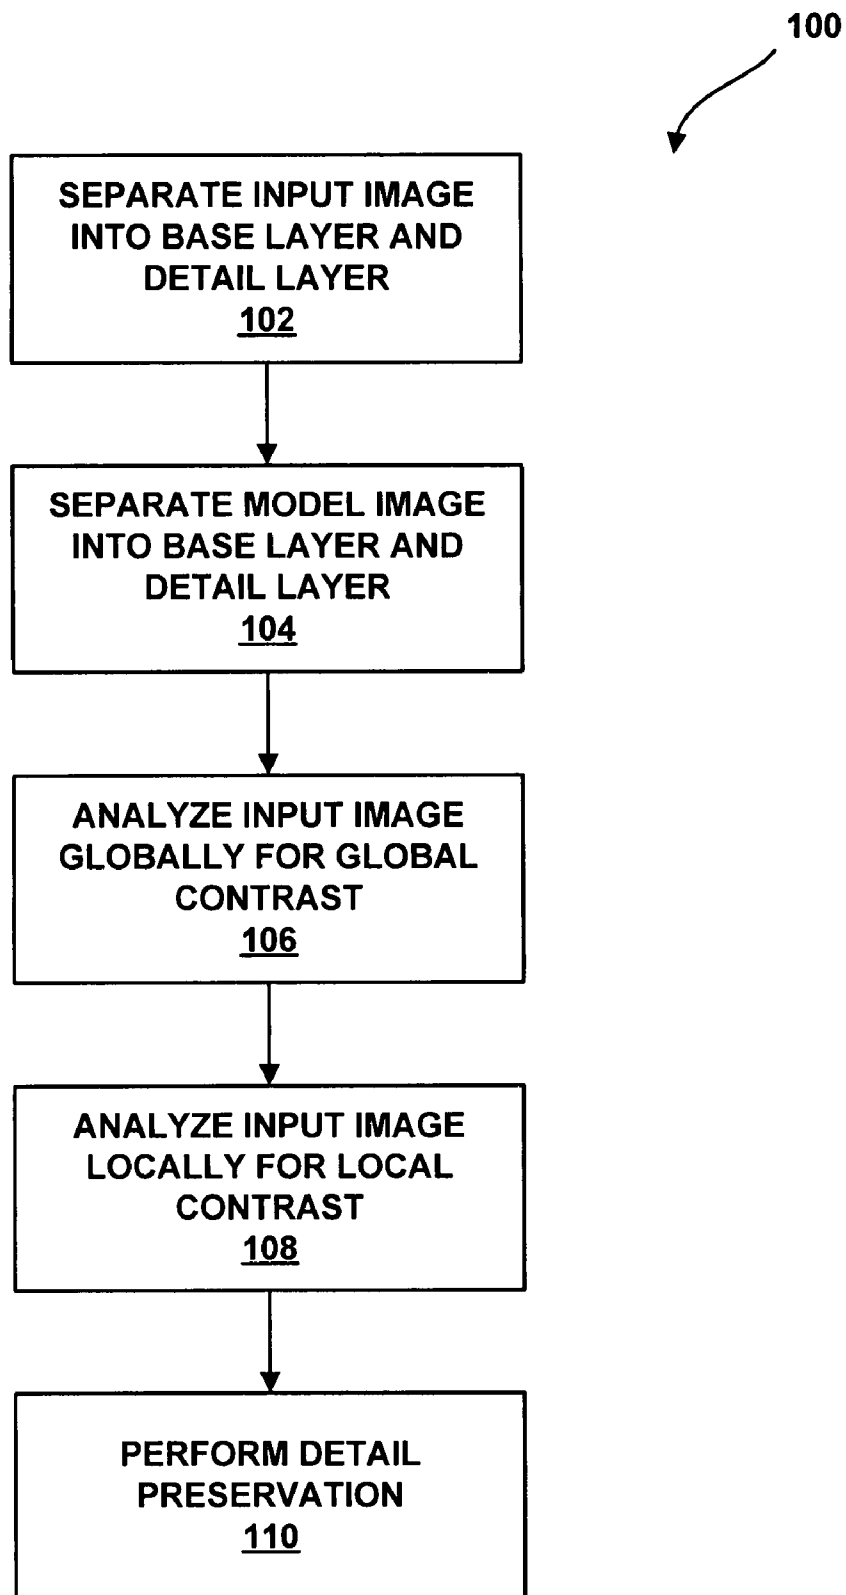 100
SEPARATE INPUT IMAGE
INTO BASE LAYER AND
DETAIL LAYER
102
SEPARATE MODEL IMAGE
INTO BASE LAYER AND
DETAIL LAYER
104
ANALYZE INPUT IMAGE
GLOBALLY FOR GLOBAL
CONTRAST
106
ANALYZE INPUT IMAGE
LOCALLY FOR LOCAL
CONTRAST
108
PERFORM DETAIL
PRESERVATION
110